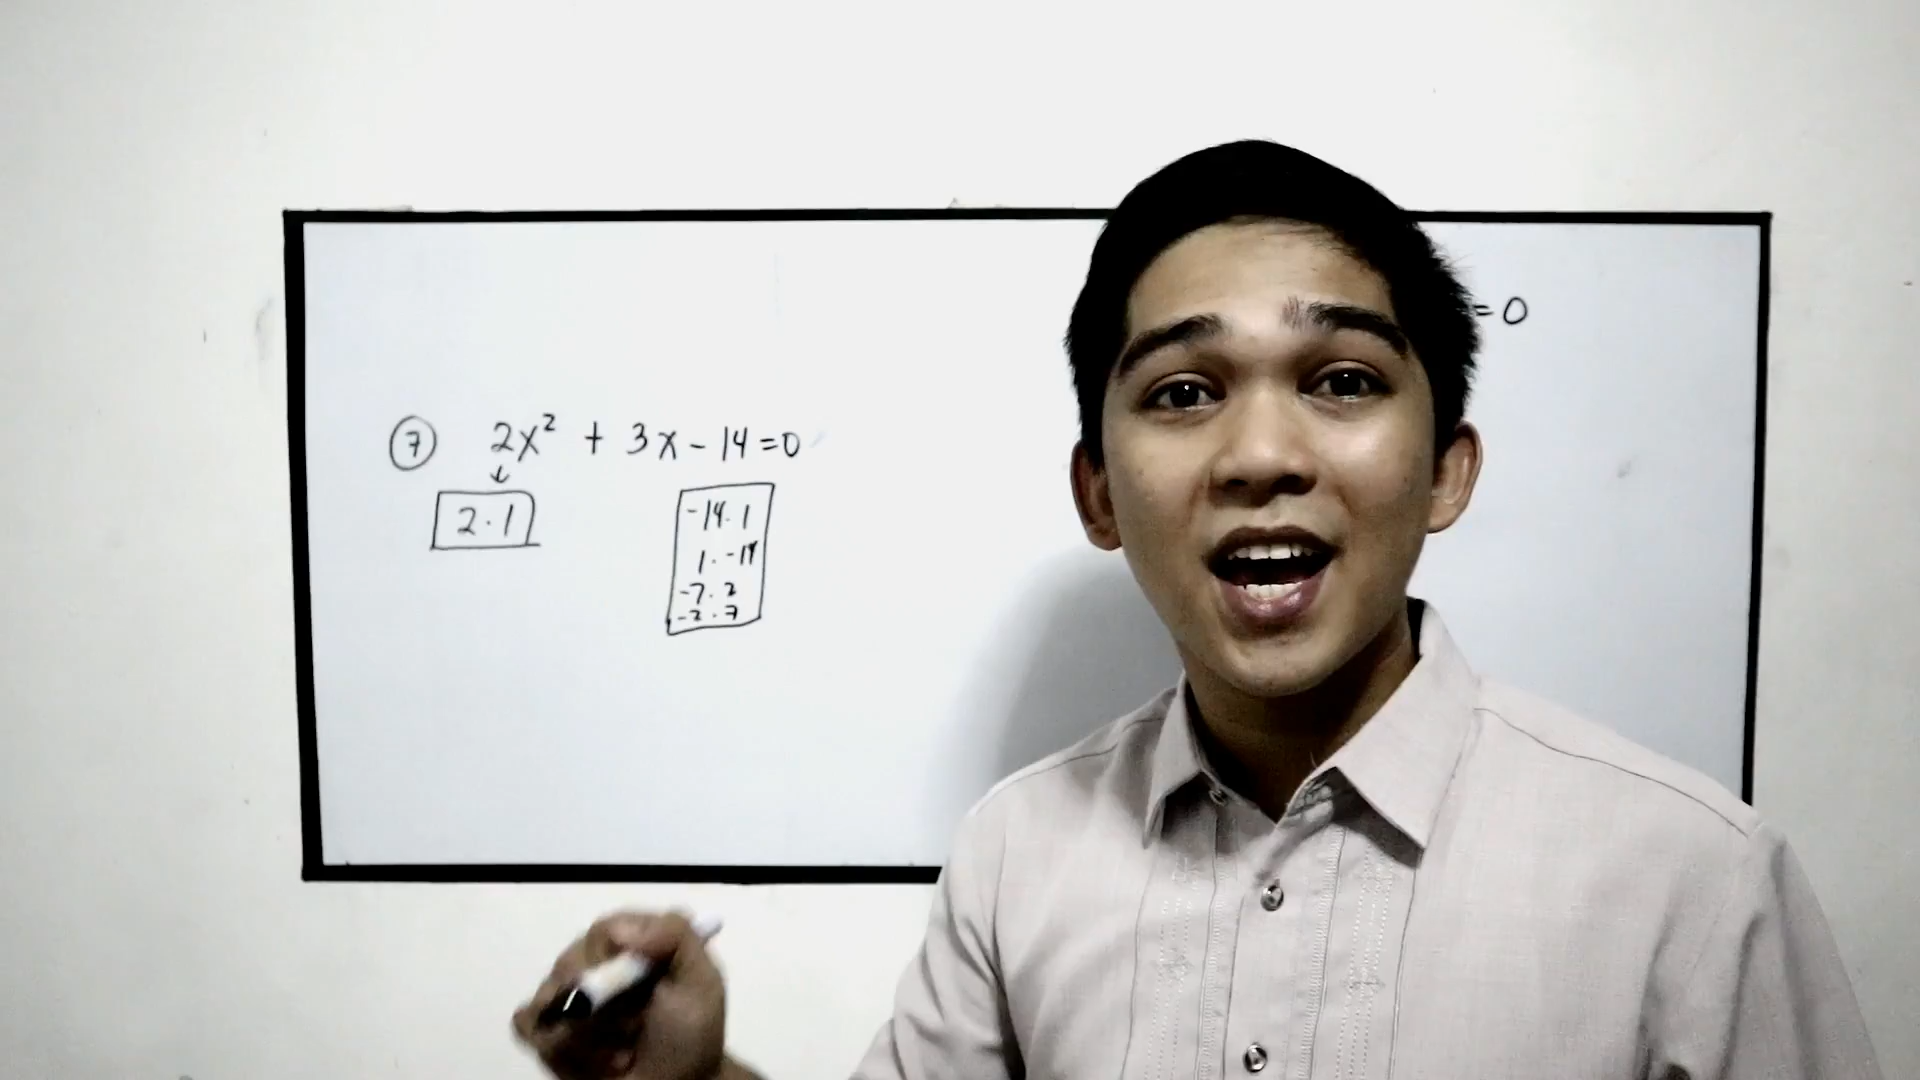 = 0
⑦ 2x² + 3x - 14 = 0
2 · 1
-14 · 1
1 · -14
-7 · 2
-2 · 7